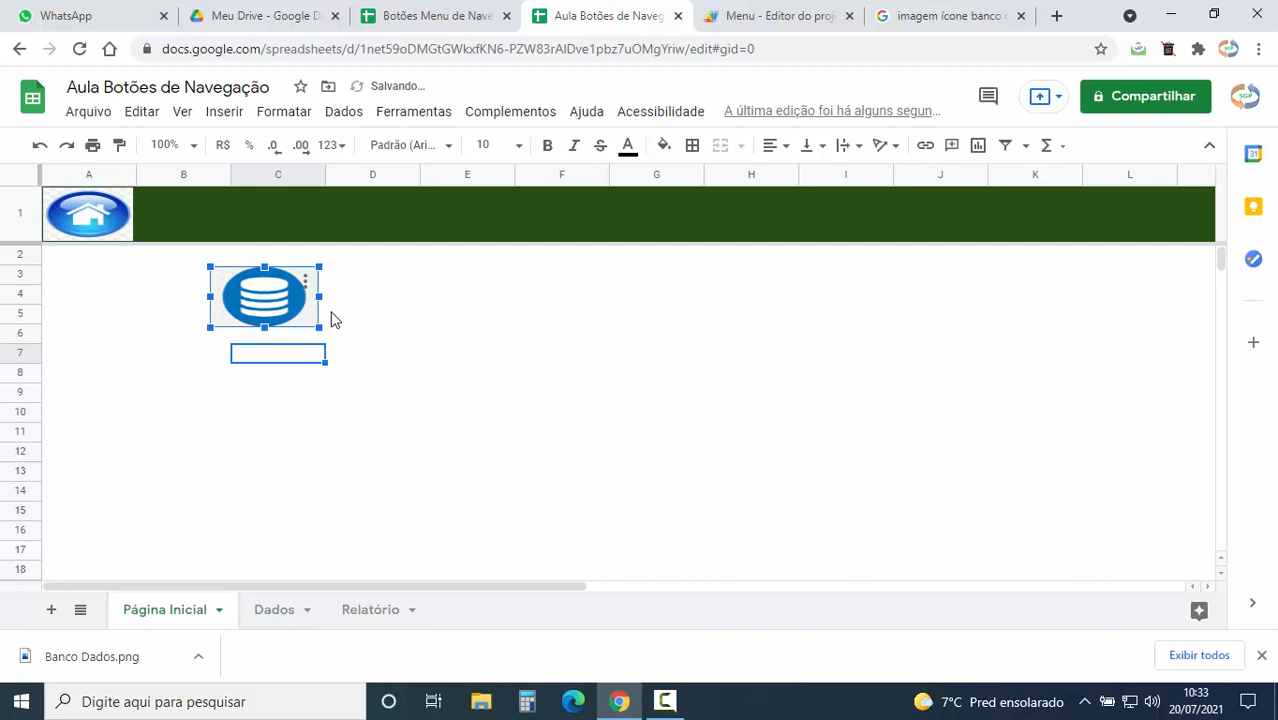 WhatsApp
Meu Drive - Google D
Botões Menu de Nave
Aula Botões de Naveg
Menu - Editor do proj
imagem ícone banco d
docs.google.com/spreadsheets/d/1net59oDMGtGWkxfKN6-PZW83rAIDve1pbz7uOMgYriw/edit#gid=0
Aula Botões de Navegação
Salvando...
Arquivo Editar Ver Inserir Formatar Dados Ferramentas Complementos Ajuda Acessibilidade
A última edição foi há alguns segun...
Compartilhar
SGP
31
100% R$ % .0 .00 123 Padrão (Ari... 10 B I S A Σ
A B C D E F G H I J K L
1
2
3
4
5
6
7
8
9
10
11
12
13
14
15
16
17
18
Página Inicial Dados Relatório
Banco Dados.png
Exibir todos
Digite aqui para pesquisar
7°C Pred ensolarado
10:33
20/07/2021